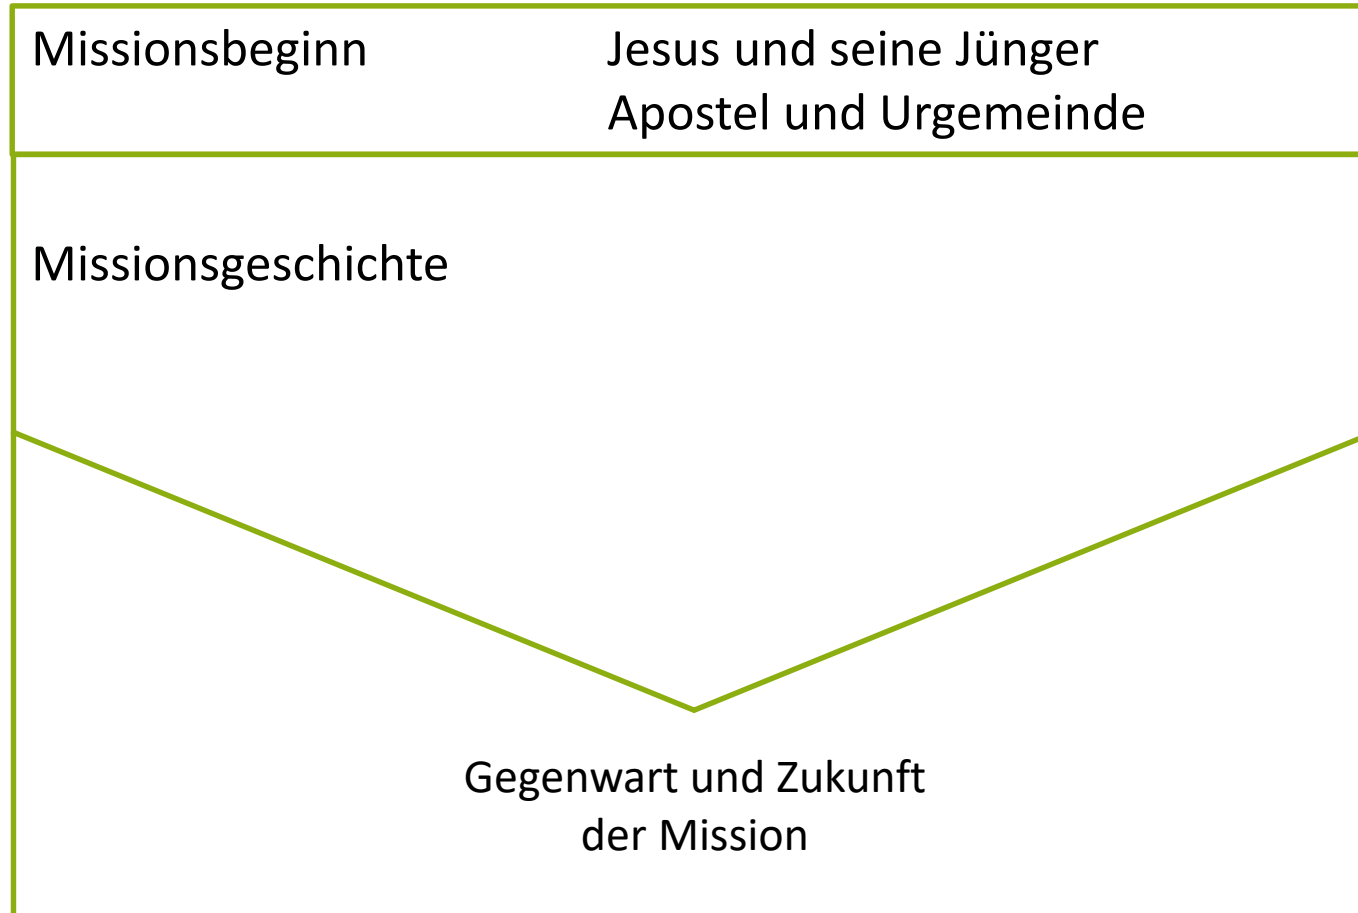 Missionsbeginn Jesus und seine Jünger
Apostel und Urgemeinde
Missionsgeschichte
Gegenwart und Zukunft
der Mission